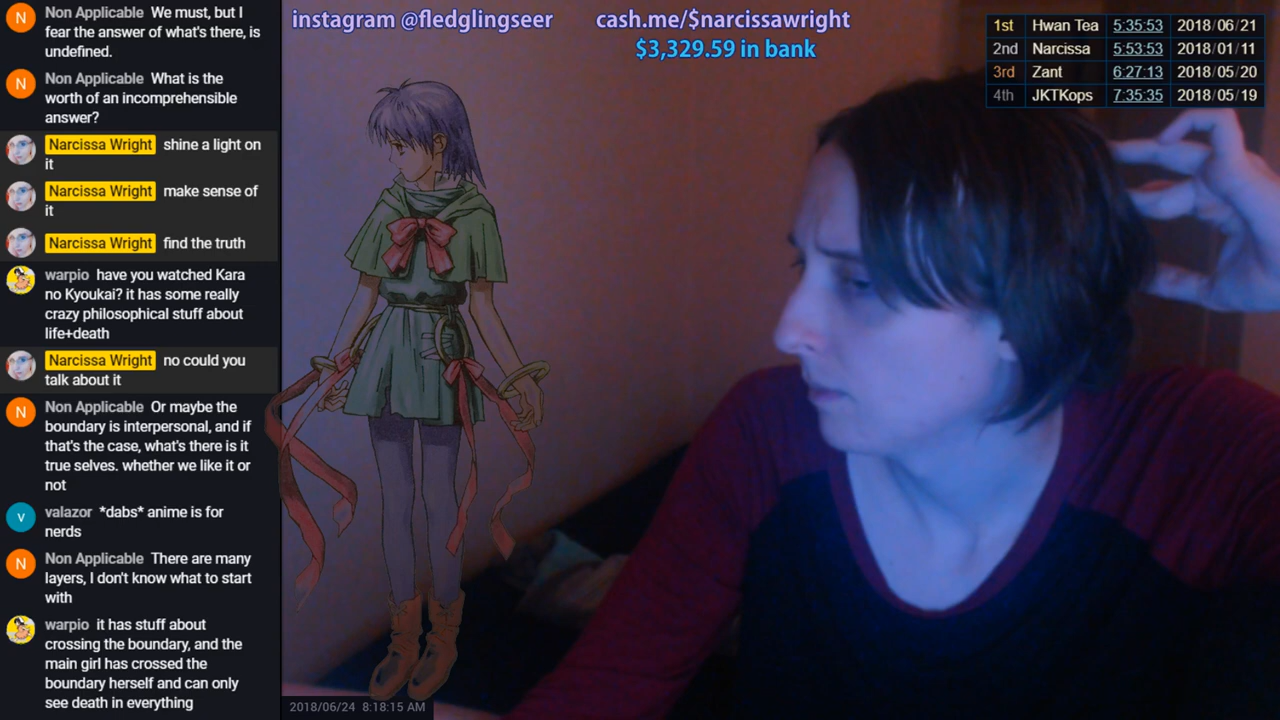 Non Applicable We must, but I
fear the answer of what's there, is
undefined.
Non Applicable What is the
worth of an incomprehensible
answer?
Narcissa Wright shine a light on
it
Narcissa Wright make sense of
it
Narcissa Wright find the truth
warpio have you watched Kara
no Kyoukai? it has some really
crazy philosophical stuff about
life+death
Narcissa Wright no could you
talk about it
Non Applicable Or maybe the
boundary is interpersonal, and if
that's the case, what's there is it
true selves. whether we like it or
not
valazor *dabs* anime is for
nerds
Non Applicable There are many
layers, I don't know what to start
with
warpio it has stuff about
crossing the boundary, and the
main girl has crossed the
boundary herself and can only
see death in everything
instagram @fledglingseer cash.me/$narcissawright
$3,329.59 in bank
1st Hwan Tea 5:35:53 2018/06/21
2nd Narcissa 5:53:53 2018/01/11
3rd Zant 6:27:13 2018/05/20
4th JKTKops 7:35:35 2018/05/19
2018/06/24 8:18:15 AM
N
N
N
V
N